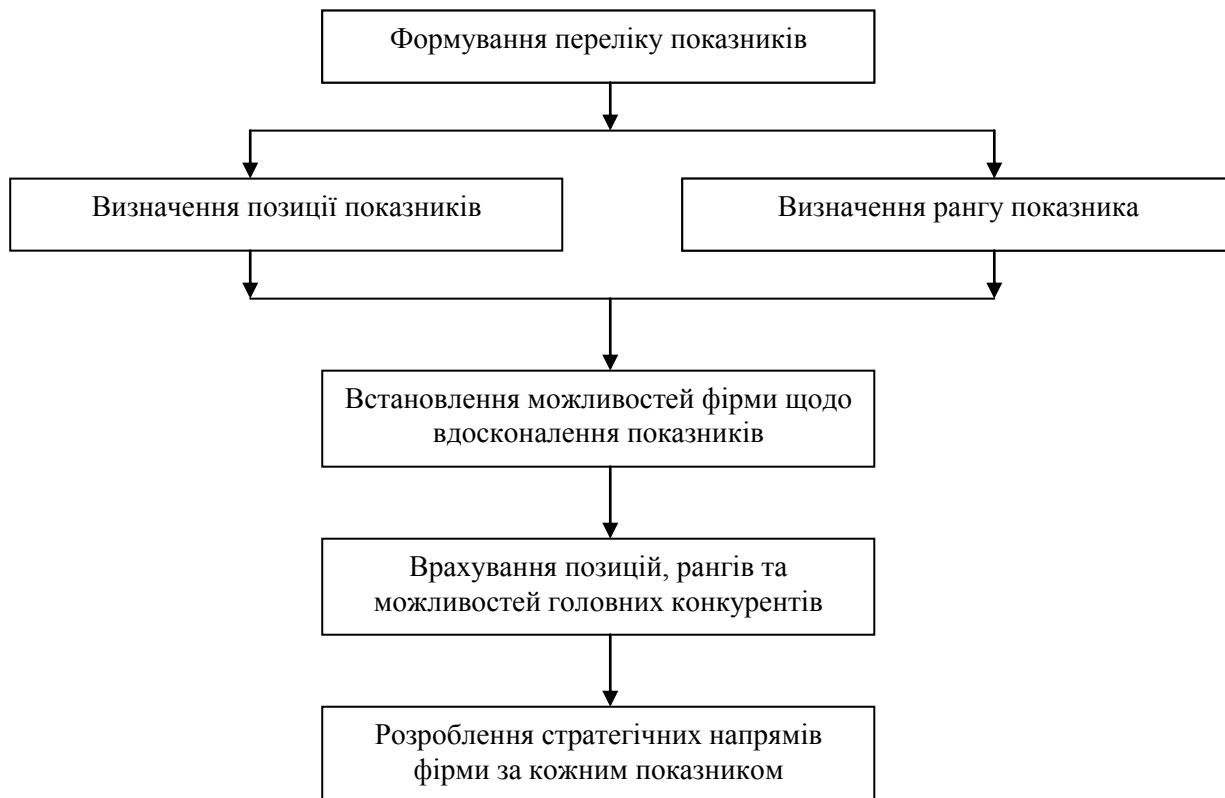 Формування переліку показників
Визначення позиції показників
Визначення рангу показника
Встановлення можливостей фірми щодо
вдосконалення показників
Врахування позицій, рангів та
можливостей головних конкурентів
Розроблення стратегічних напрямів
фірми за кожним показником